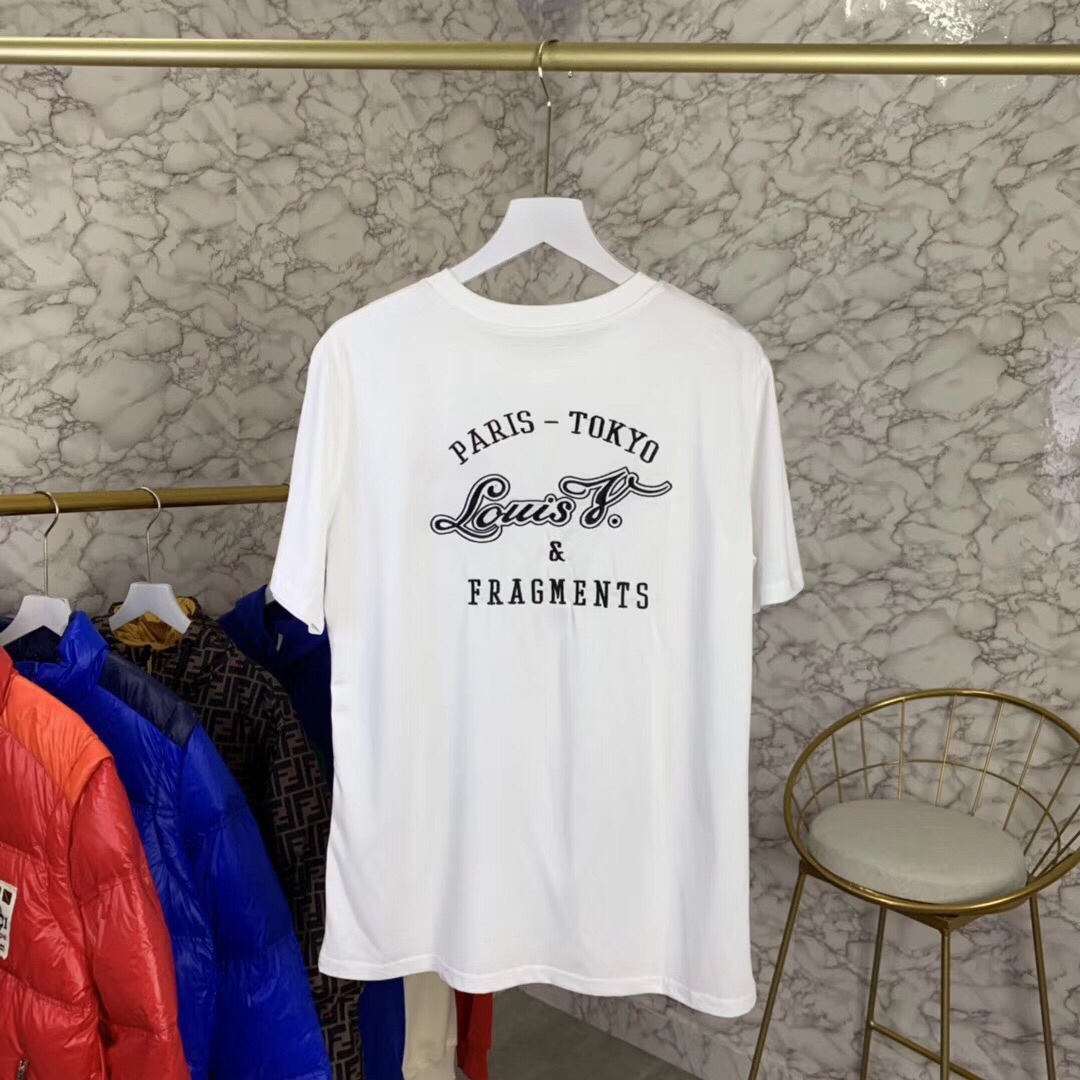 PARIS – TOKYO
Louis V.
&
FRAGMENTS